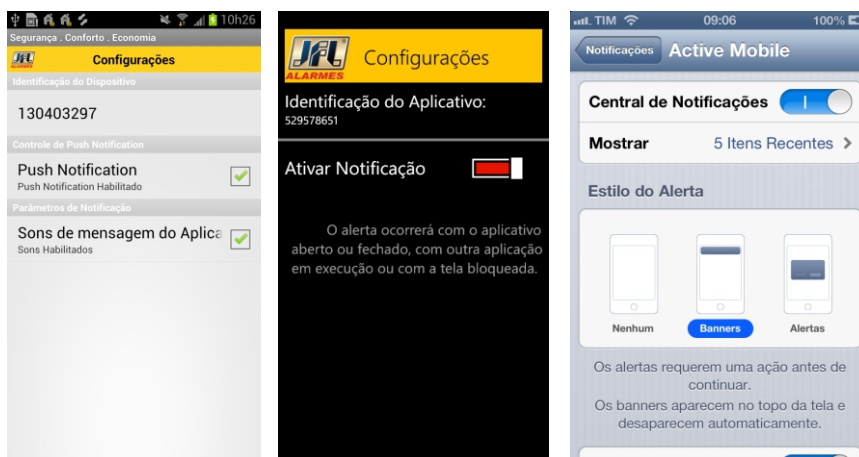 10h26
Segurança . Conforto . Economia
JFL
ALARMES
Configurações
Identificação do Dispositivo
130403297
Controle de Push Notification
Push Notification
Push Notification Habilitado
Parâmetros de Notificação
Sons de mensagem do Aplica
Sons Habilitados
JFL
ALARMES
Configurações
Identificação do Aplicativo:
529578651
Ativar Notificação
O alerta ocorrerá com o aplicativo
aberto ou fechado, com outra aplicação
em execução ou com a tela bloqueada.
TIM 09:06 100%
Notificações Active Mobile
Central de Notificações
Mostrar 5 Itens Recentes
Estilo do Alerta
Nenhum Banners Alertas
Os alertas requerem uma ação antes de
continuar.
Os banners aparecem no topo da tela e
desaparecem automaticamente.